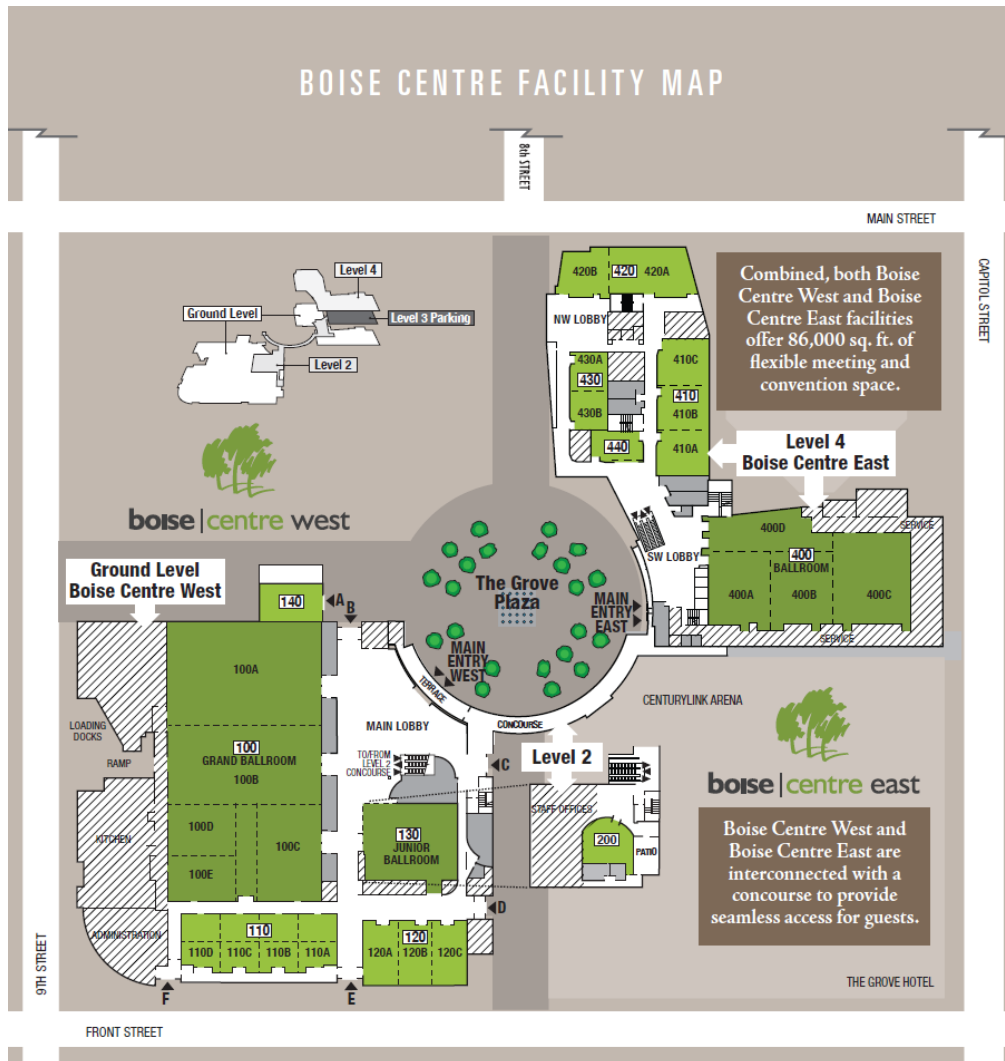 BOISE CENTRE FACILITY MAP
8th STREET
MAIN STREET
CAPITOL STREET
Level 4
Ground Level
Level 3 Parking
Level 2
420B
420
420A
NW LOBBY
430A
430
430B
440
410C
410
410B
410A
Combined, both Boise
Centre West and Boise
Centre East facilities
offer 86,000 sq. ft. of
flexible meeting and
convention space.
Level 4
Boise Centre East
boise|centre west
400D
SERVICE
400
BALLROOM
SW LOBBY
400A
400B
400C
SERVICE
Ground Level
Boise Centre West
The Grove
Plaza
MAIN
ENTRY
EAST
MAIN
ENTRY
WEST
140
A
B
100A
TERRACE
CONCOURSE
CENTURYLINK ARENA
LOADING
DOCKS
RAMP
MAIN LOBBY
100
GRAND BALLROOM
100B
TO/FROM
LEVEL 2
CONCOURSE
C
Level 2
boise|centre east
STAFF OFFICES
200
PATIO
KITCHEN
100D
100C
100E
130
JUNIOR
BALLROOM
Boise Centre West and
Boise Centre East are
interconnected with a
concourse to provide
seamless access for guests.
D
ADMINISTRATION
110
110D
110C
110B
110A
120
120A
120B
120C
F
E
9TH STREET
THE GROVE HOTEL
FRONT STREET